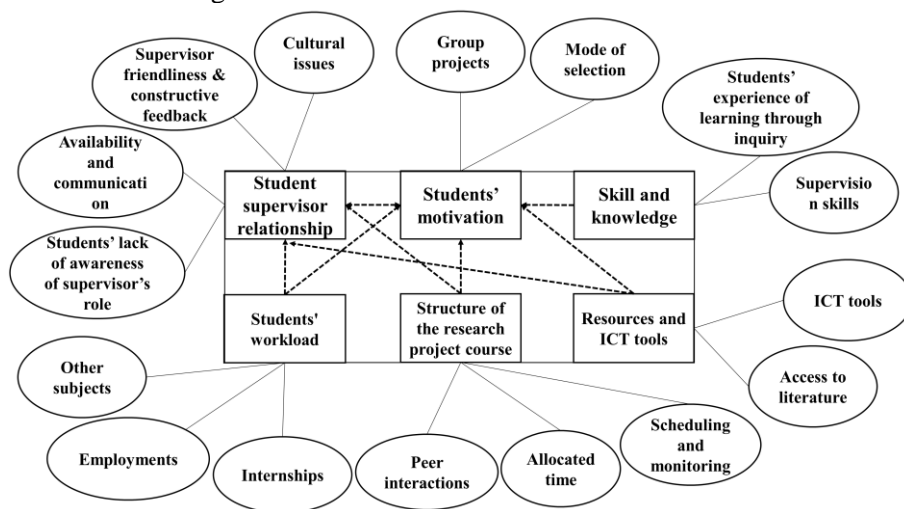 Supervisor
friendliness &
constructive
feedback
Cultural
issues
Group
projects
Mode of
selection
Students'
experience of
learning through
inquiry
Availability
and
communicati
on
Student
supervisor
relationship
Students'
motivation
Skill and
knowledge
Supervisio
n skills
Students' lack
of awareness
of supervisor's
role
Students'
workload
Structure of
the research
project course
Resources and
ICT tools
ICT tools
Other
subjects
Access to
literature
Employments
Internships
Peer
interactions
Allocated
time
Scheduling
and
monitoring